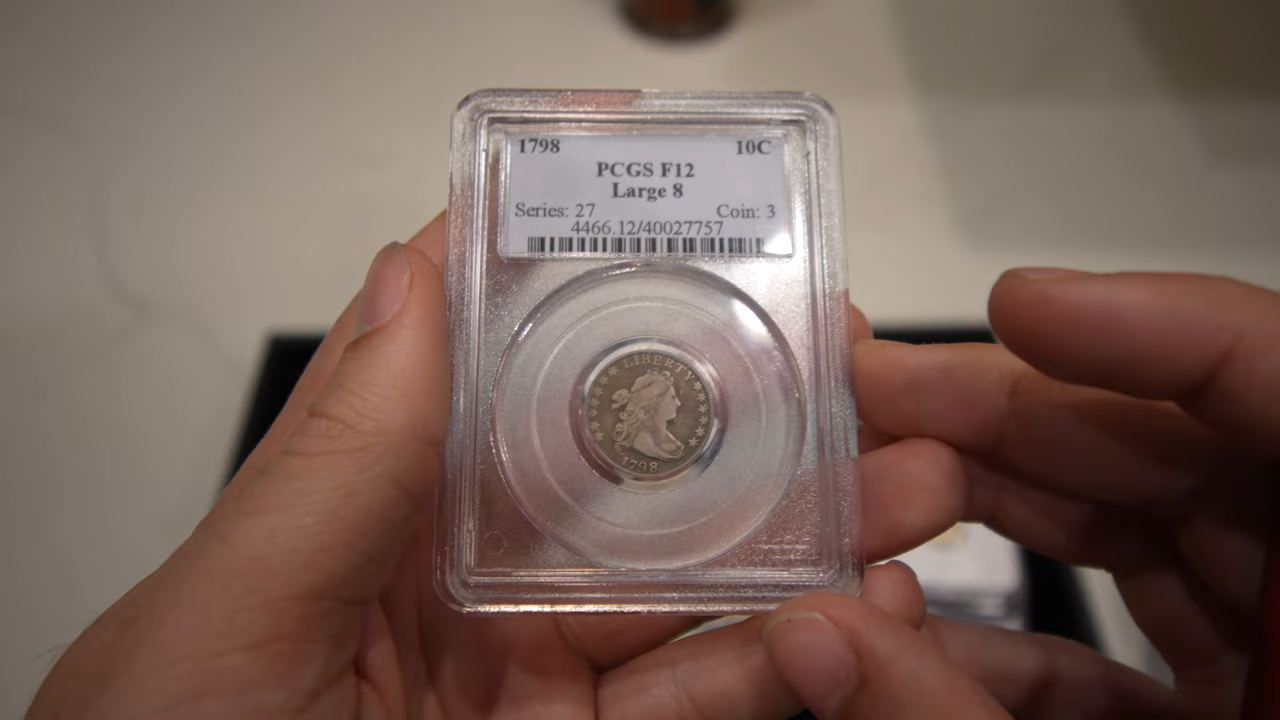 1798 10C
PCGS F12
Large 8
Series: 27 Coin: 3
4466.12/40027757
LIBERTY
1798